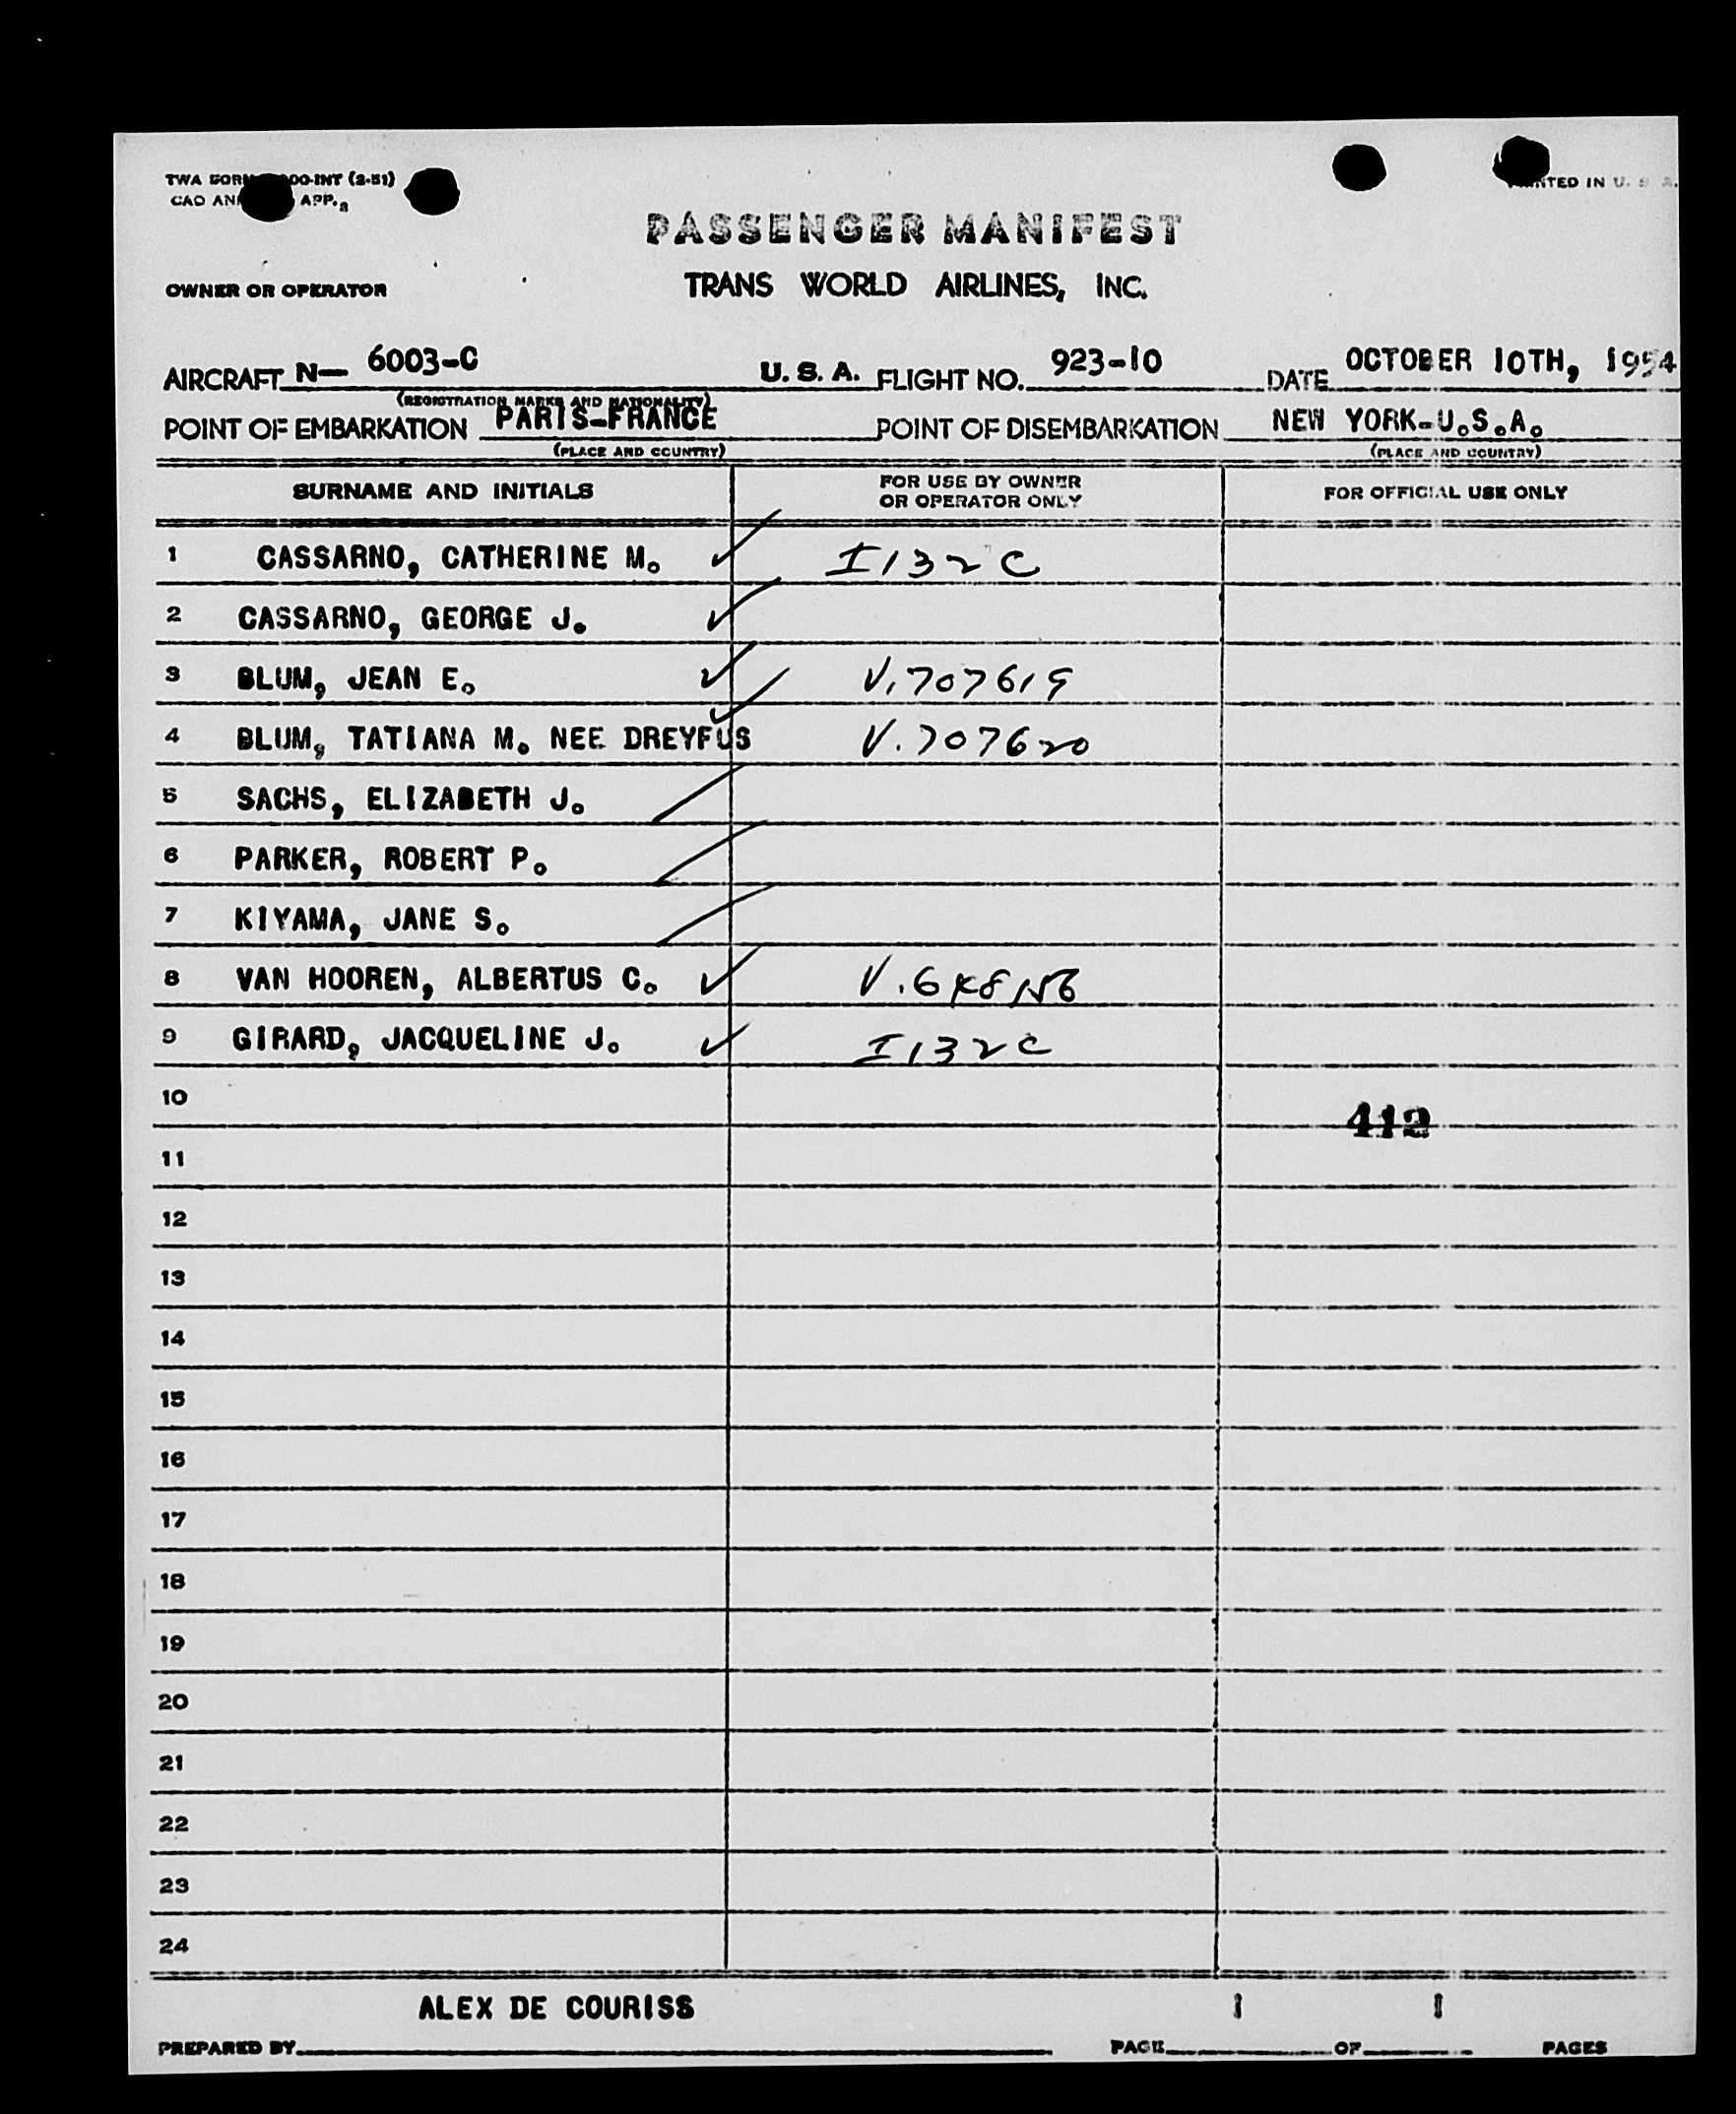 TWA FORM 00-INT (2-51)
CAO AN APP. 2
PRINTED IN U. S. A.
PASSENGER MANIFEST
OWNER OR OPERATOR
TRANS WORLD AIRLINES, INC.
AIRCRAFT N— 6003-C U. S. A. FLIGHT NO. 923-10 DATE OCTOBER 10TH, 1954
(REGISTRATION MARKS AND NATIONALITY)
POINT OF EMBARKATION PARIS-FRANCE POINT OF DISEMBARKATION NEW YORK-U.S.A.
(PLACE AND COUNTRY) (PLACE AND COUNTRY)
SURNAME AND INITIALS FOR USE BY OWNER OR OPERATOR ONLY FOR OFFICIAL USE ONLY
1 CASSARNO, CATHERINE M. ✓ I132C
2 CASSARNO, GEORGE J. ✓
3 BLUM, JEAN E. ✓ V.707619
4 BLUM, TATIANA M. NEE DREYFUS ✓ V.707620
5 SACHS, ELIZABETH J. /
6 PARKER, ROBERT P. /
7 KIYAMA, JANE S. /
8 VAN HOOREN, ALBERTUS C. ✓
9 GIRARD, JACQUELINE J. ✓ I132C
10
412
11
12
13
14
15
16
17
18
19
20
21
22
23
24
ALEX DE COURISS 1 1
PREPARED BY PAGE OF PAGES